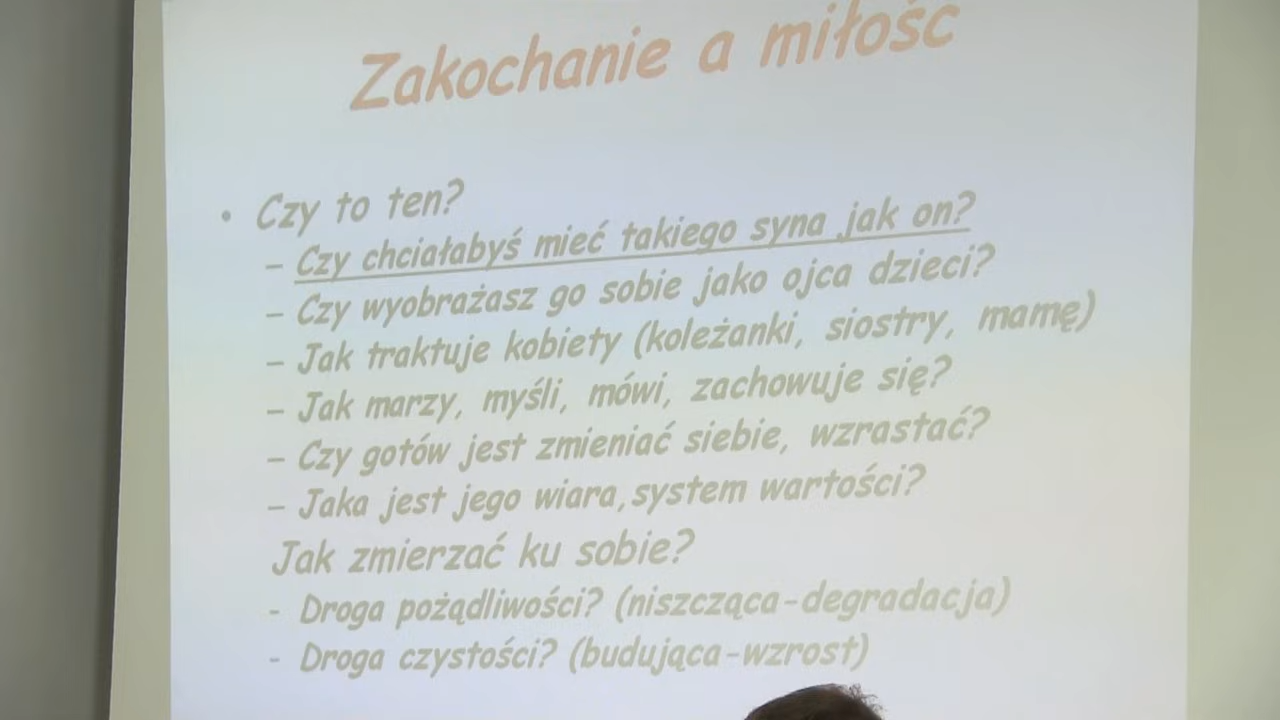 Zakochanie a miłość
• Czy to ten?
– Czy chciałabyś mieć takiego syna jak on?
– Czy wyobrażasz go sobie jako ojca dzieci?
– Jak traktuje kobiety (koleżanki, siostry, mamę)
– Jak marzy, myśli, mówi, zachowuje się?
– Czy gotów jest zmieniać siebie, wzrastać?
– Jaka jest jego wiara,system wartości?
Jak zmierzać ku sobie?
- Droga pożądliwości? (niszcząca-degradacja)
- Droga czystości? (budująca-wzrost)